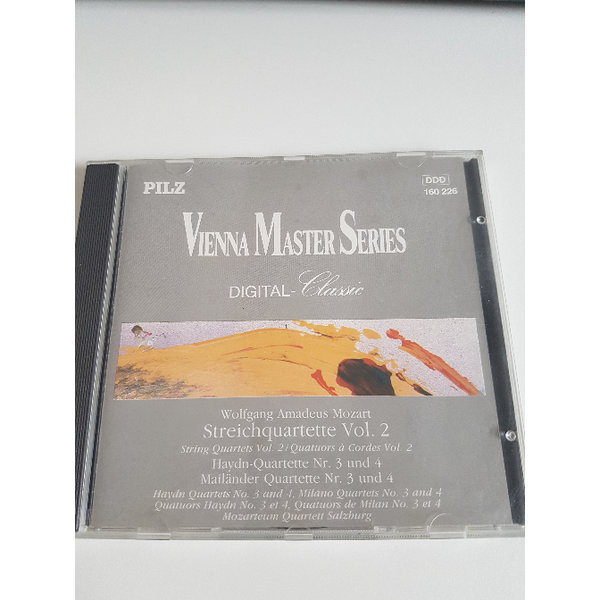 PILZ
DDD
160 226
VIENNA MASTER SERIES
DIGITAL-Classic
Wolfgang Amadeus Mozart
Streichquartette Vol. 2
String Quartets Vol. 2/Quatuors à Cordes Vol. 2
Haydn-Quartette Nr. 3 und 4
Mailänder Quartette Nr. 3 und 4
Haydn Quartets No. 3 and 4, Milano Quartets No. 3 and 4
Quatuors Haydn No. 3 et 4, Quatuors de Milan No. 3 et 4
Mozarteum Quartett Salzburg